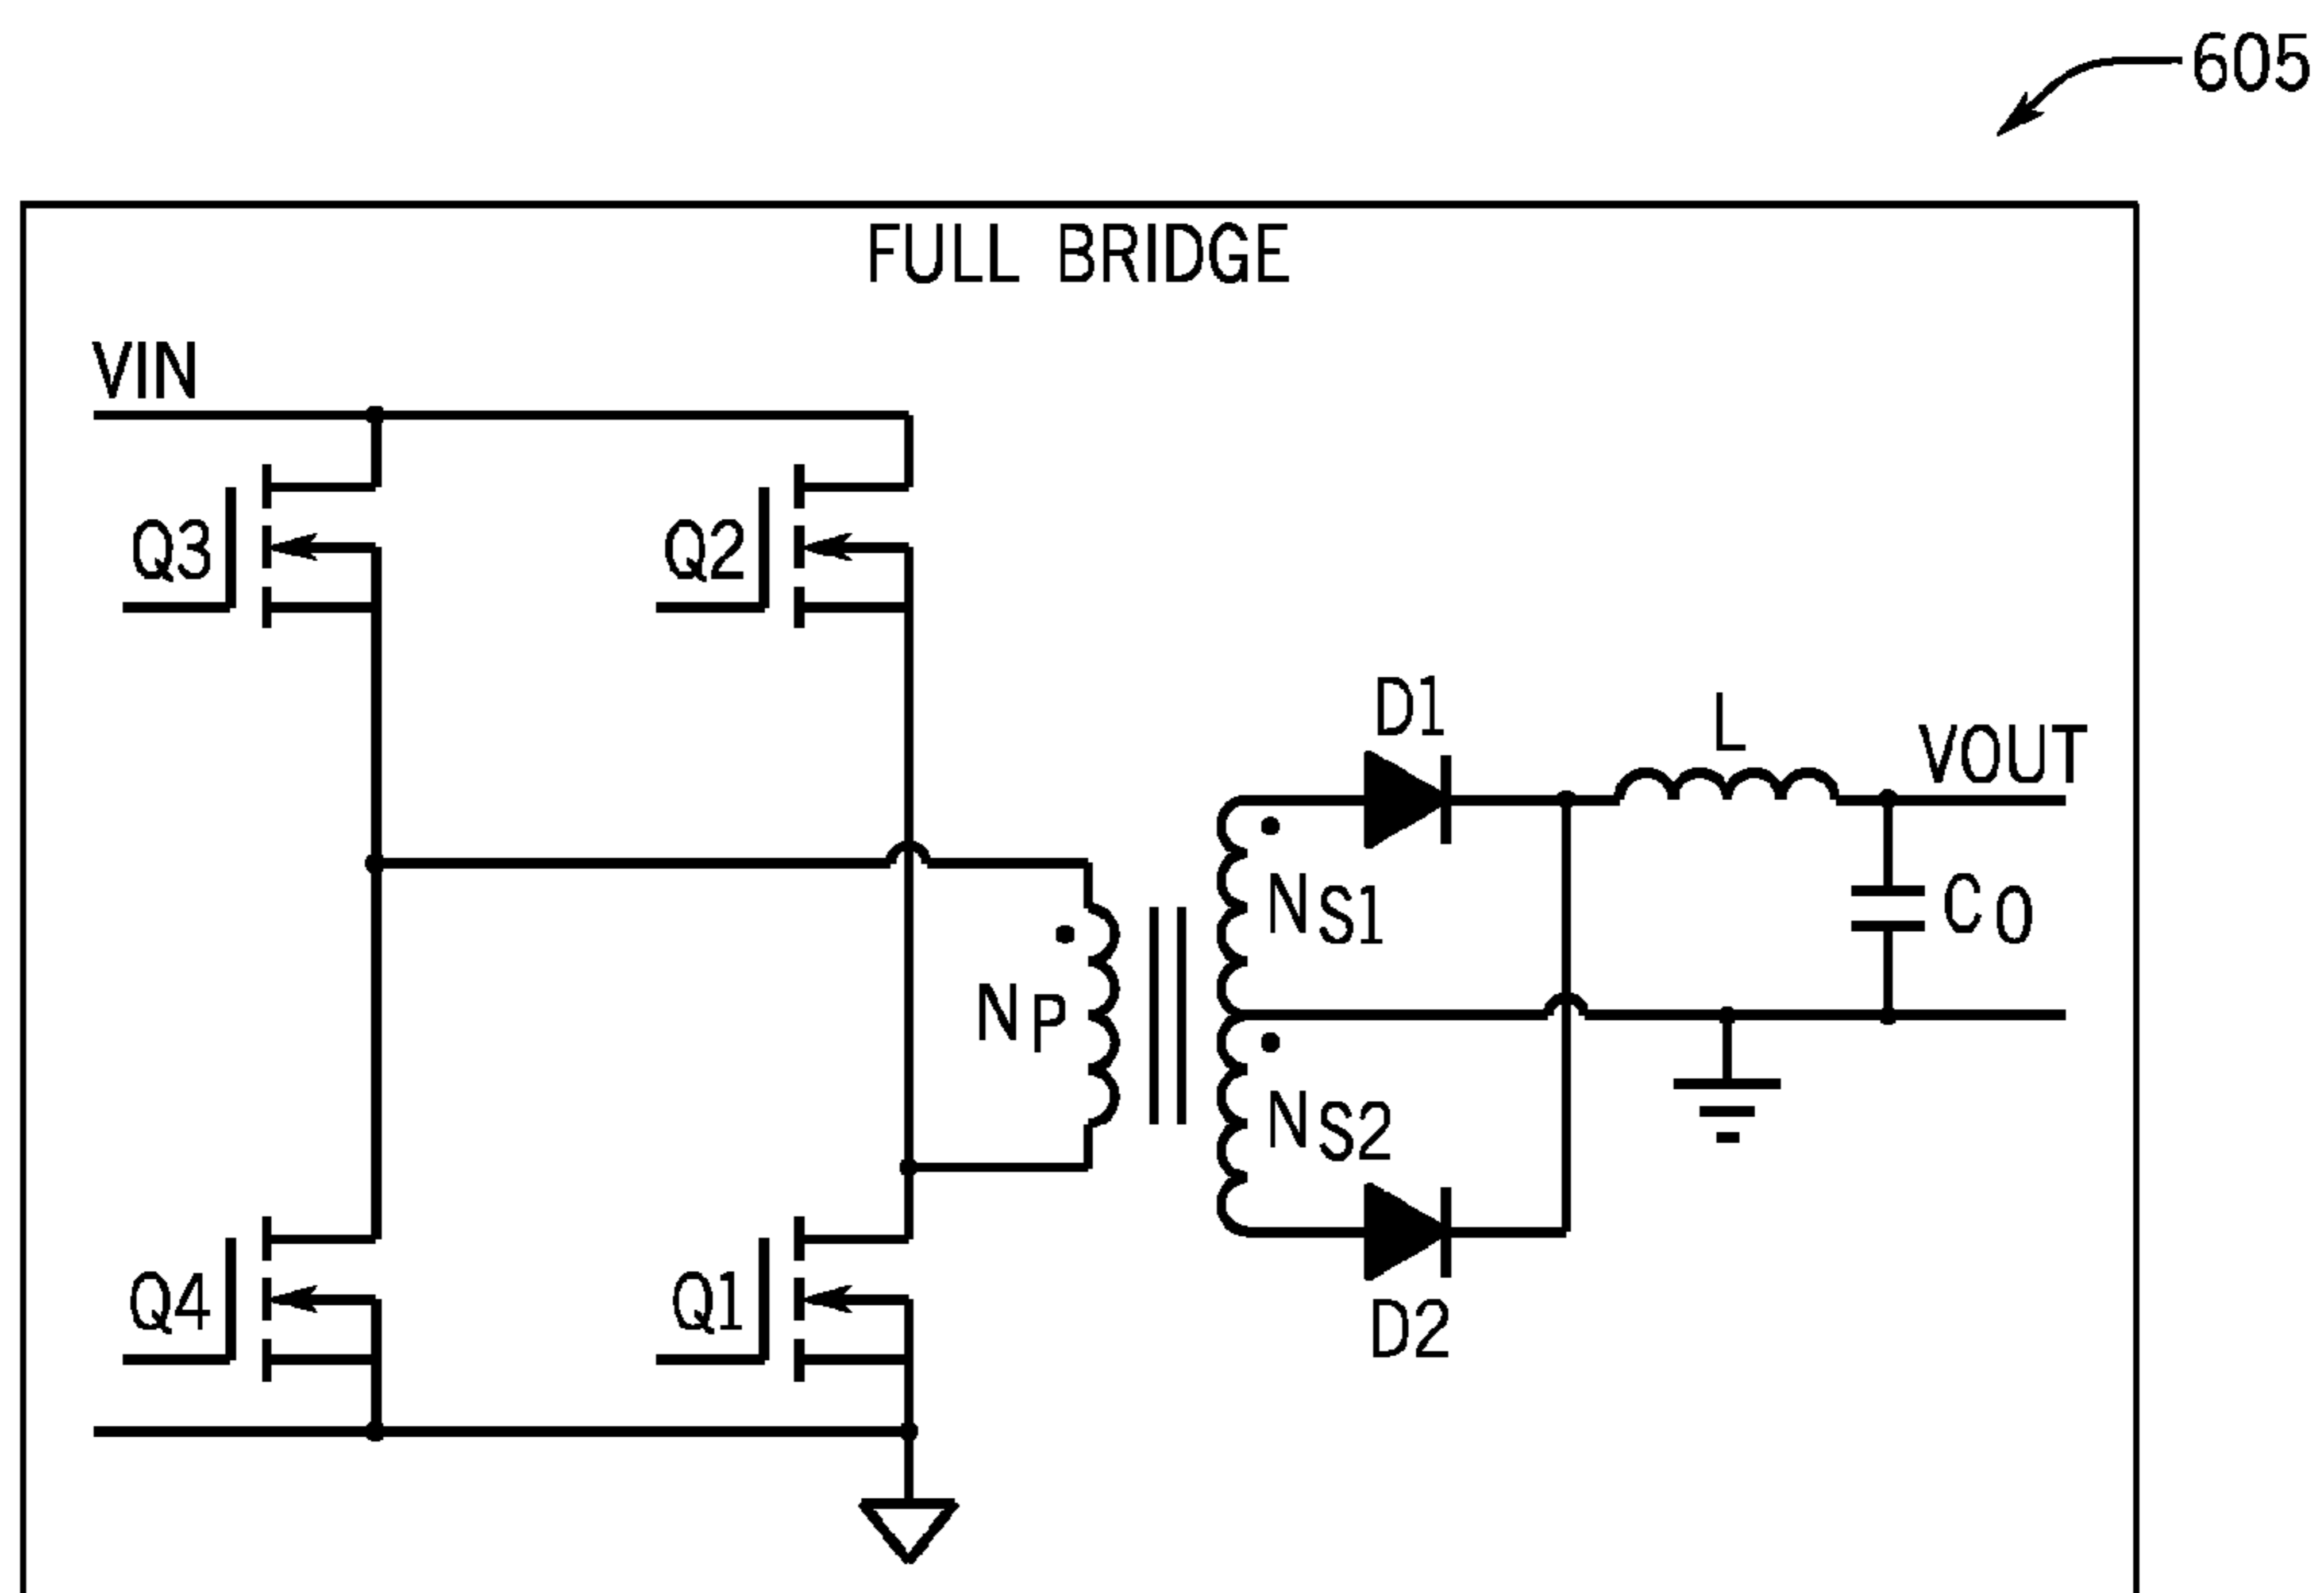 605
FULL BRIDGE
VIN
Q3
Q2
D1
L
VOUT
NS1
CO
NP
NS2
Q4
Q1
D2